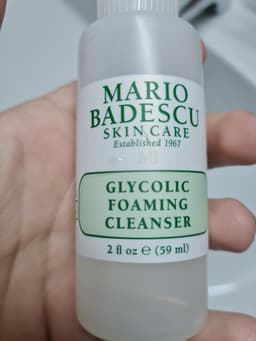 MARIO
BADESCU
SKIN CARE
Established 1967
GLYCOLIC
FOAMING
CLEANSER
2 fl oz e (59 ml)